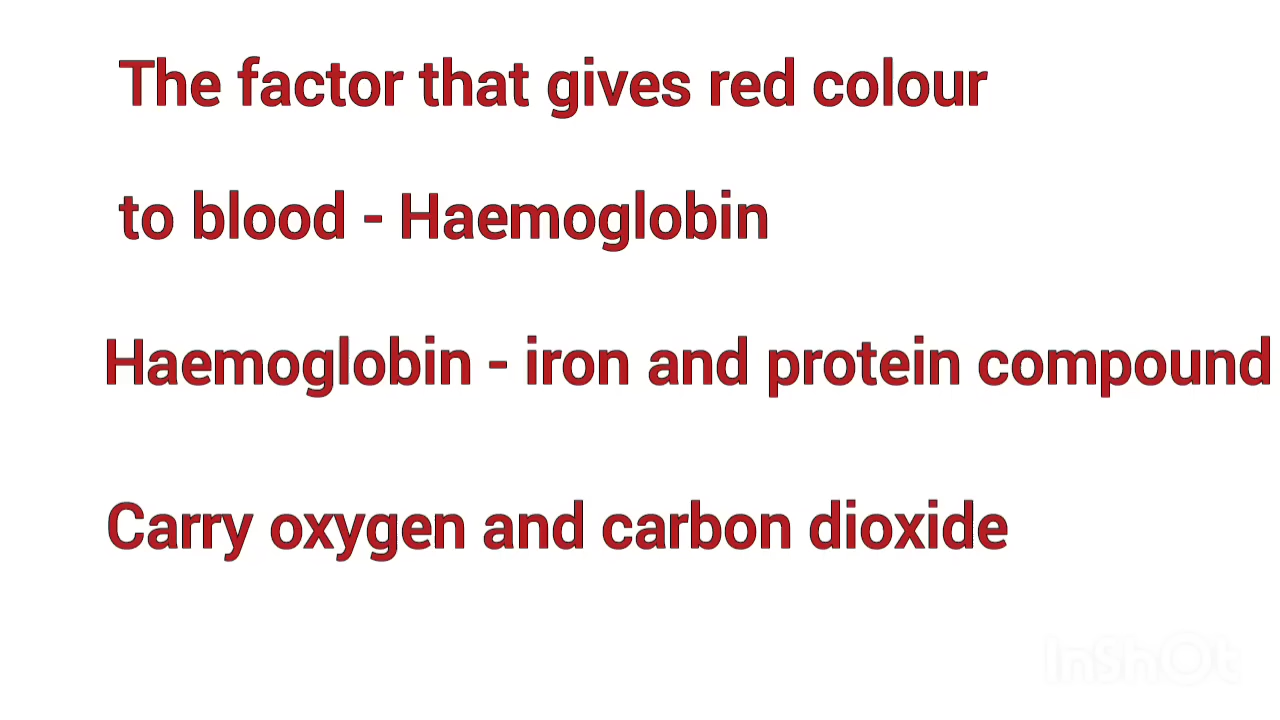 The factor that gives red colour
to blood - Haemoglobin
Haemoglobin - iron and protein compound
Carry oxygen and carbon dioxide
InShOt